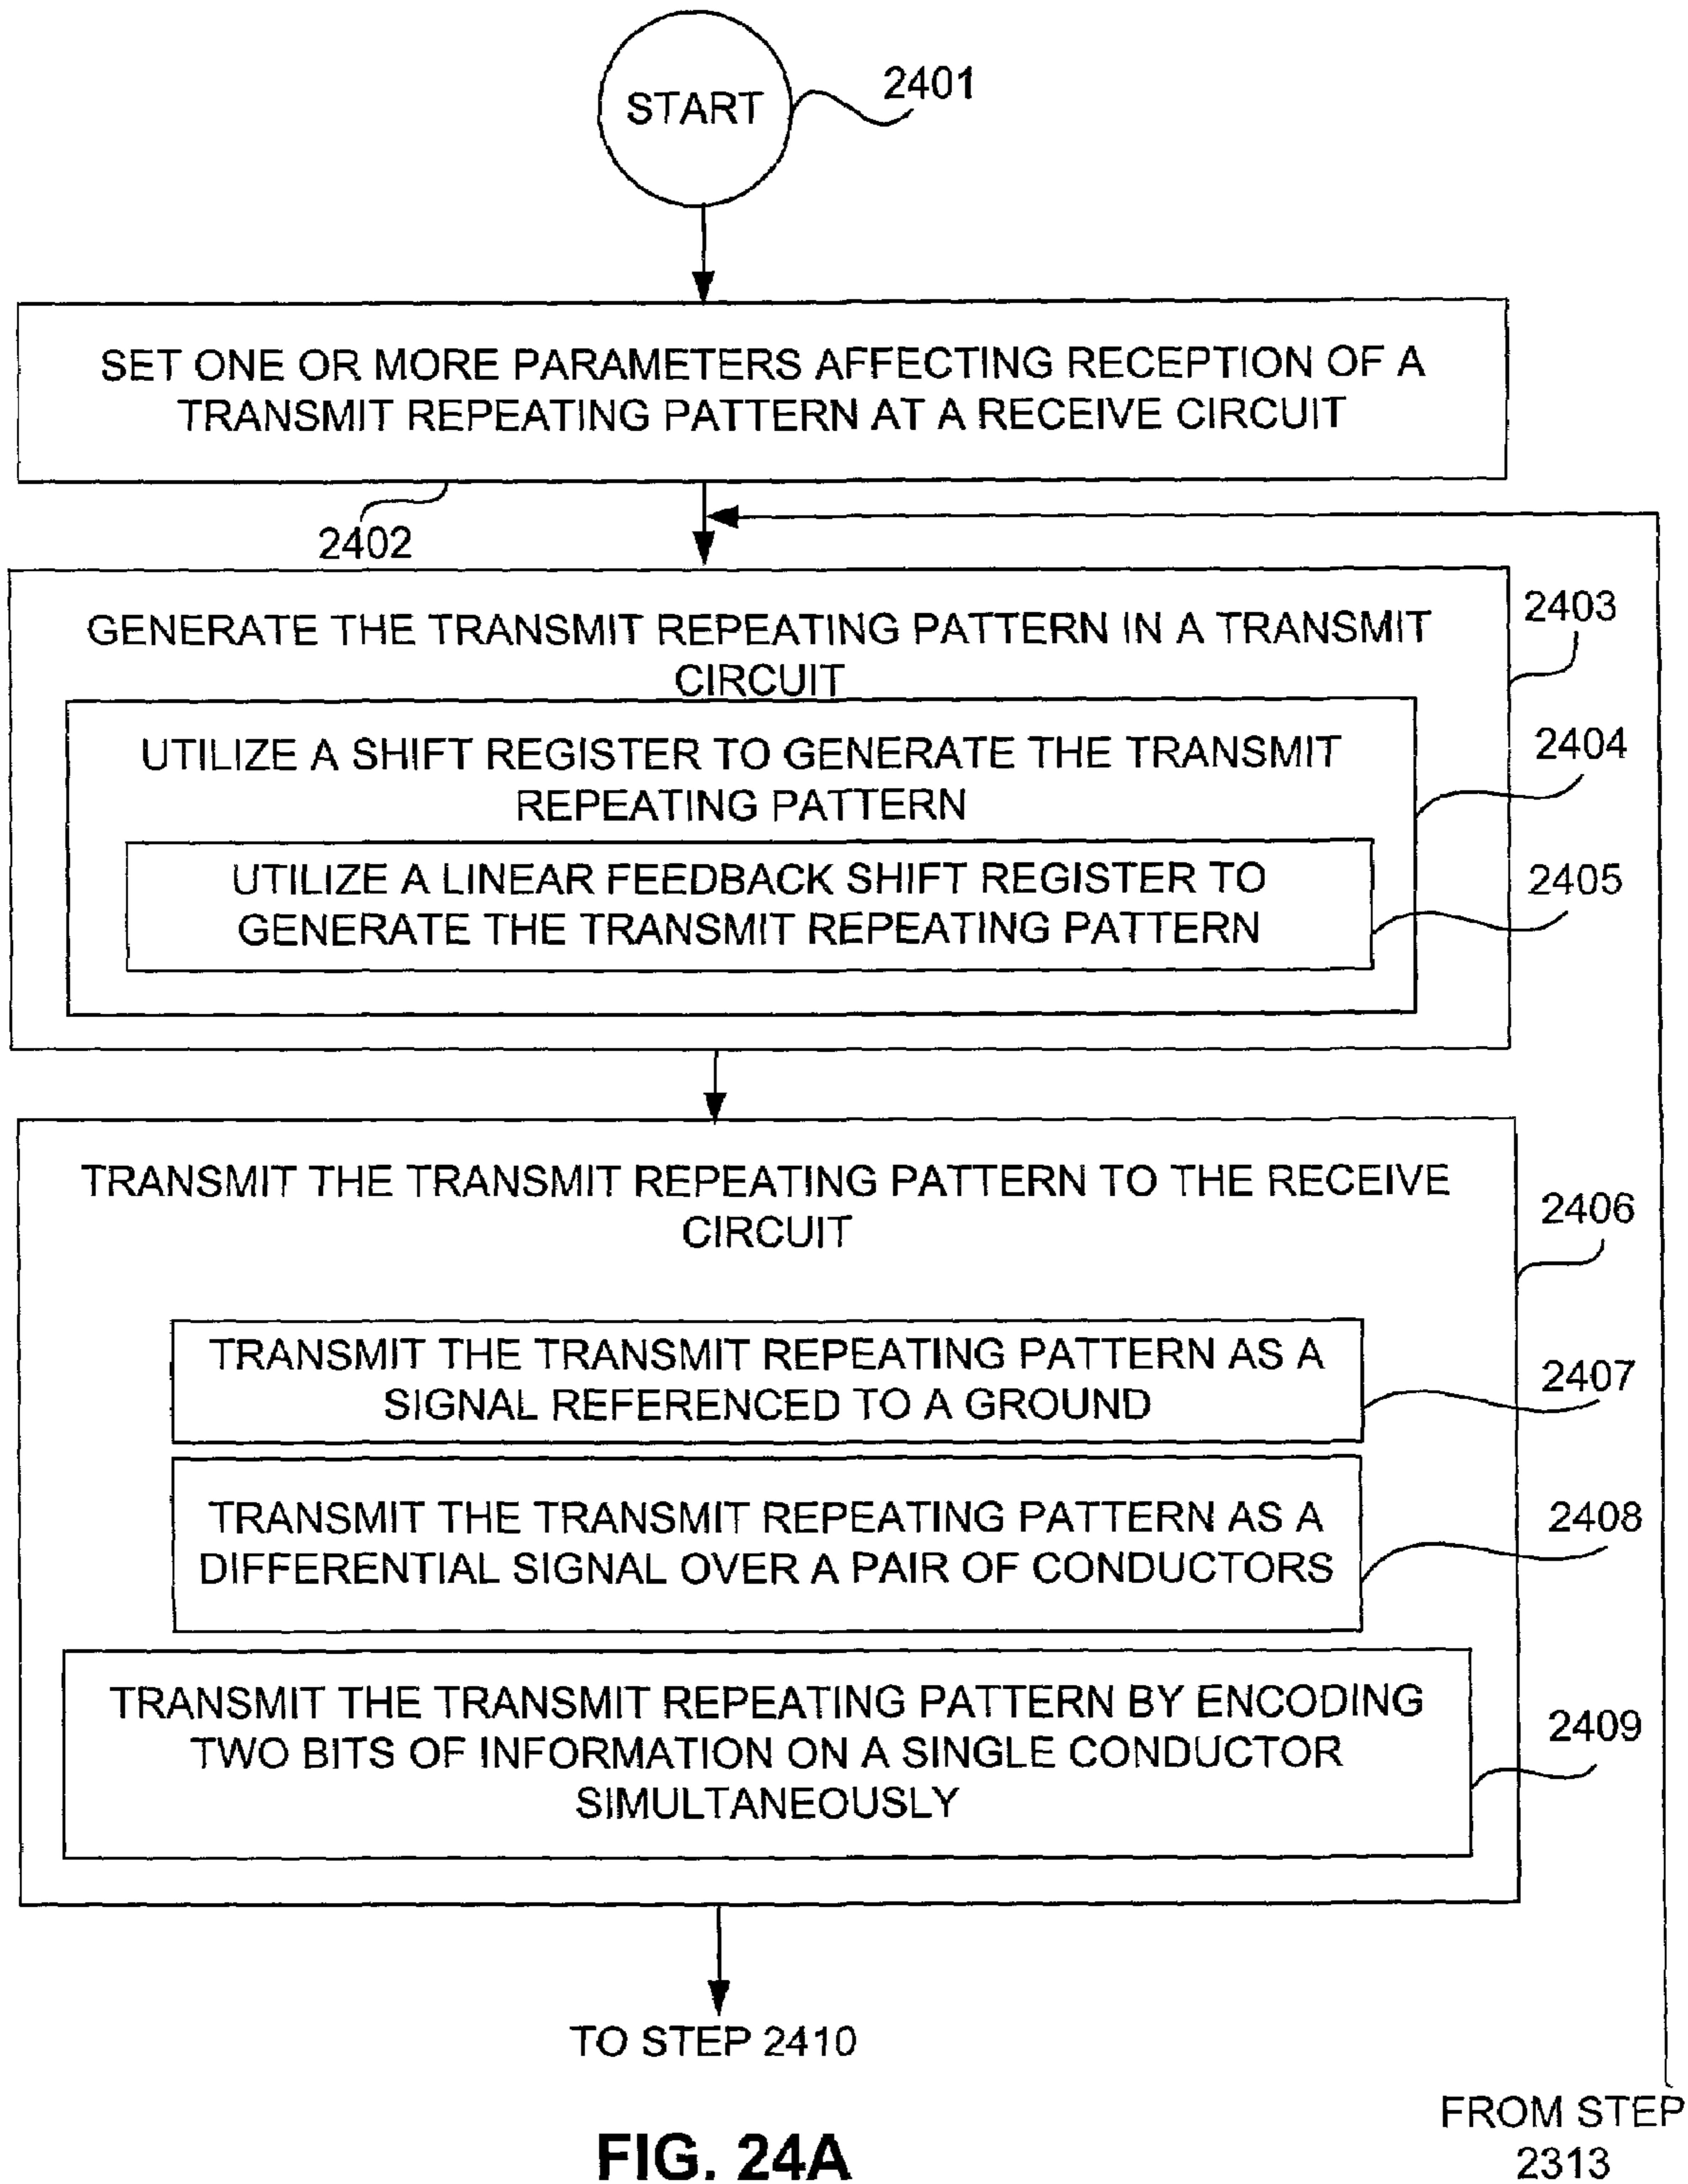 START
2401
SET ONE OR MORE PARAMETERS AFFECTING RECEPTION OF A
TRANSMIT REPEATING PATTERN AT A RECEIVE CIRCUIT
2402
GENERATE THE TRANSMIT REPEATING PATTERN IN A TRANSMIT
CIRCUIT
2403
UTILIZE A SHIFT REGISTER TO GENERATE THE TRANSMIT
REPEATING PATTERN
2404
UTILIZE A LINEAR FEEDBACK SHIFT REGISTER TO
GENERATE THE TRANSMIT REPEATING PATTERN
2405
TRANSMIT THE TRANSMIT REPEATING PATTERN TO THE RECEIVE
CIRCUIT
2406
TRANSMIT THE TRANSMIT REPEATING PATTERN AS A
SIGNAL REFERENCED TO A GROUND
2407
TRANSMIT THE TRANSMIT REPEATING PATTERN AS A
DIFFERENTIAL SIGNAL OVER A PAIR OF CONDUCTORS
2408
TRANSMIT THE TRANSMIT REPEATING PATTERN BY ENCODING
TWO BITS OF INFORMATION ON A SINGLE CONDUCTOR
SIMULTANEOUSLY
2409
TO STEP 2410
FROM STEP
2313
FIG. 24A